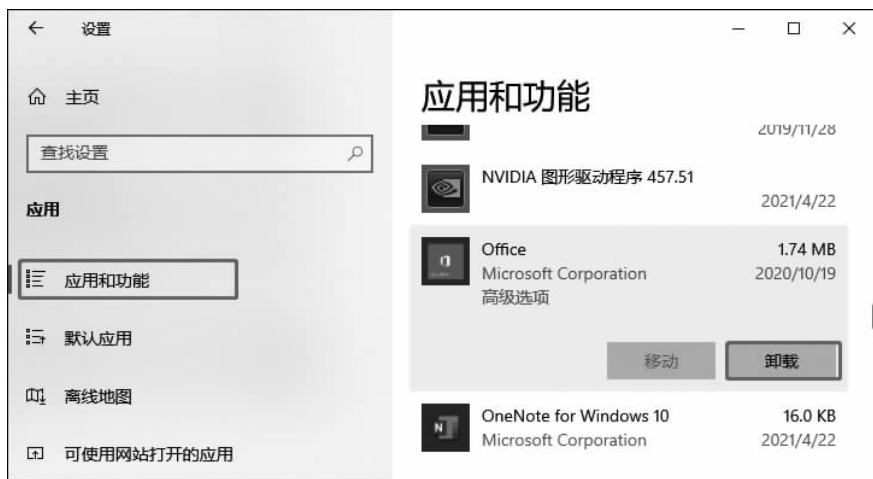 设置
主页
查找设置
应用
应用和功能
默认应用
离线地图
可使用网站打开的应用
应用和功能
2019/11/28
NVIDIA 图形驱动程序 457.51
2021/4/22
Office
1.74 MB
Microsoft Corporation
2020/10/19
高级选项
移动
卸载
OneNote for Windows 10
16.0 KB
Microsoft Corporation
2021/4/22